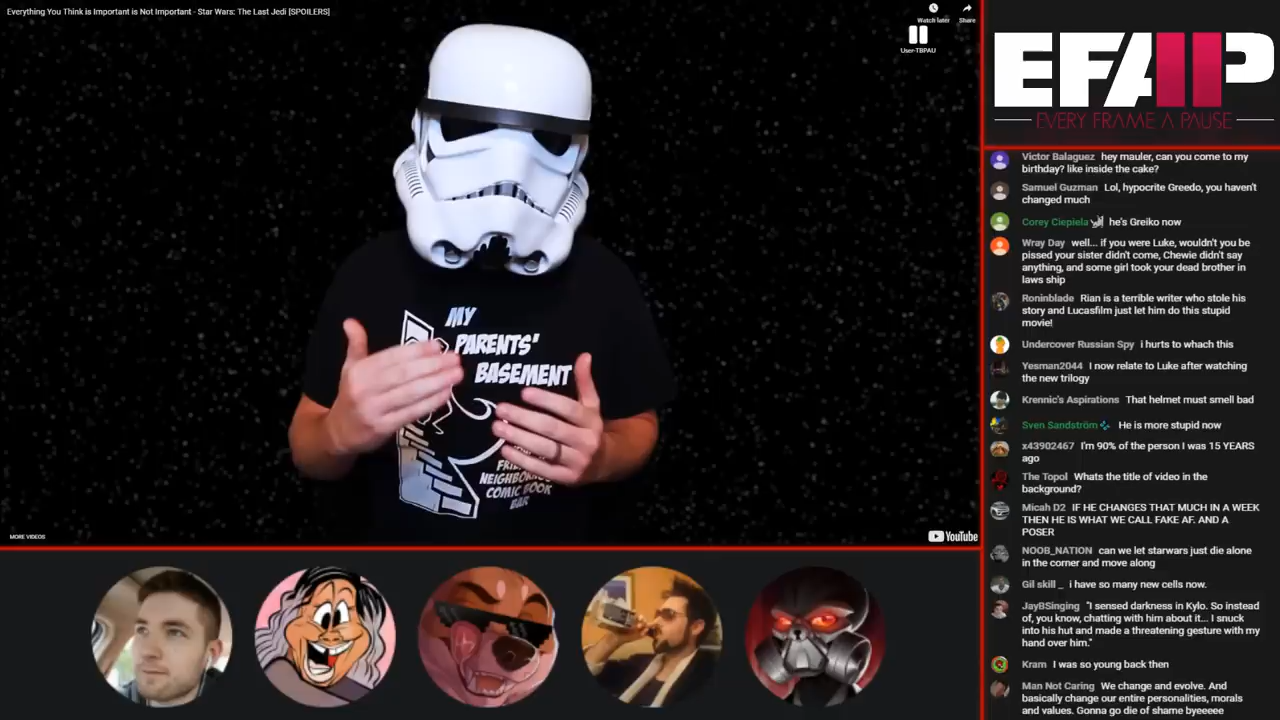 Everything You Think is Important is Not Important - Star Wars: The Last Jedi [SPOILERS]
Watch later
Share
User-TBPAU
MY
PARENTS'
BASEMENT
NEIGHBORHOOD
COMIC BOOK
BAR
MORE VIDEOS
YouTube
EFAP
EVERY FRAME A PAUSE
Victor Balaguez hey mauler, can you come to my
birthday? like inside the cake?
Samuel Guzman Lol, hypocrite Greedo, you haven't
changed much
Corey Ciepiela he's Greiko now
Wray Day well... if you were Luke, wouldn't you be
pissed your sister didn't come, Chewie didn't say
anything, and some girl took your dead brother in
laws ship
Roninblade Rian is a terrible writer who stole his
story and Lucasfilm just let him do this stupid
movie!
Undercover Russian Spy i hurts to whach this
Yesman2044 I now relate to Luke after watching
the new trilogy
Krennic's Aspirations That helmet must smell bad
Sven Sandström He is more stupid now
x43902467 I'm 90% of the person I was 15 YEARS
ago
The Topol Whats the title of video in the
background?
Micah D2 IF HE CHANGES THAT MUCH IN A WEEK
THEN HE IS WHAT WE CALL FAKE AF. AND A
POSER
NOOB_NATION can we let starwars just die alone
in the corner and move along
Gil skill _ i have so many new cells now.
JayBSinging "I sensed darkness in Kylo. So instead
of, you know, chatting with him about it... I snuck
into his hut and made a threatening gesture with my
hand over him."
Kram I was so young back then
Man Not Caring We change and evolve. And
basically change our entire personalities, morals
and values. Gonna go die of shame byeeeee